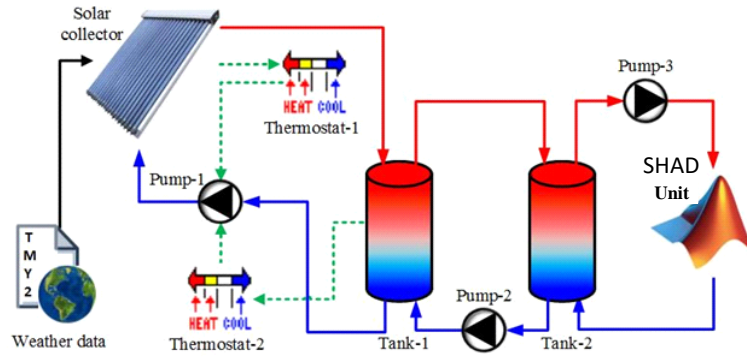 Solar
collector
Pump-3
HEAT COOL
Thermostat-1
SHAD
Unit
Pump-1
T
M
Y
2
Pump-2
HEAT COOL
Weather data
Thermostat-2
Tank-1
Tank-2